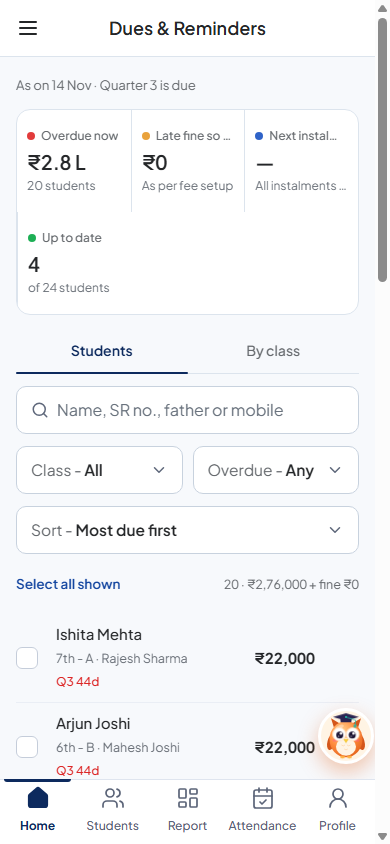 Dues & Reminders
As on 14 Nov · Quarter 3 is due
Overdue now
₹2.8 L
20 students
Late fine so ...
₹0
As per fee setup
Next instal...
—
All instalments ...
Up to date
4
of 24 students
Students
By class
Name, SR no., father or mobile
Class - All
Overdue - Any
Sort - Most due first
Select all shown
20 · ₹2,76,000 + fine ₹0
Ishita Mehta
7th - A · Rajesh Sharma
₹22,000
Q3 44d
Arjun Joshi
6th - B · Mahesh Joshi
₹22,000
Q3 44d
Home
Students
Report
Attendance
Profile